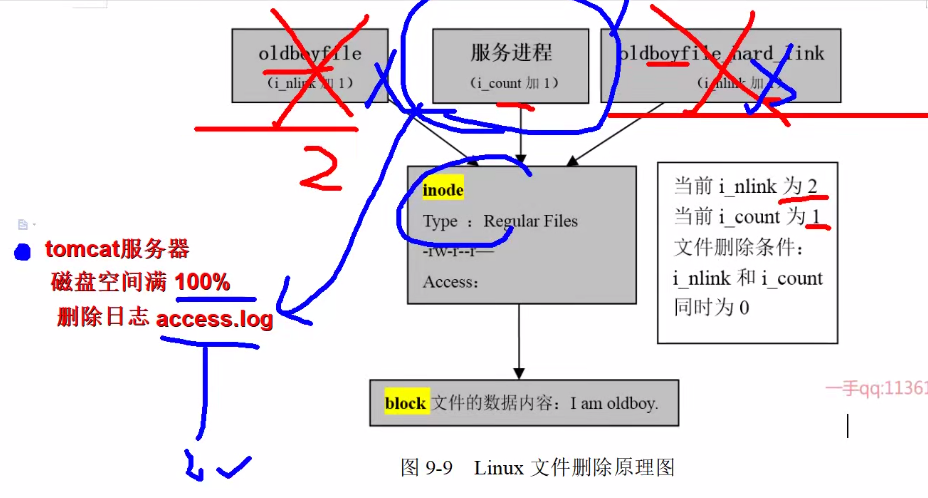 oldboyfile
（i_nlink 加 1）
服务进程
（i_count 加 1）
oldboyfile_hard_link
（i_nlink 加 1）
2
inode
Type ：Regular Files
-rw-r--r—
Access：
当前 i_nlink 为 2
当前 i_count 为 1
文件删除条件：
i_nlink 和 i_count
同时为 0
tomcat服务器
磁盘空间满 100%
删除日志 access.log
block 文件的数据内容：I am oldboy.
一手qq:11361
图 9-9 Linux 文件删除原理图